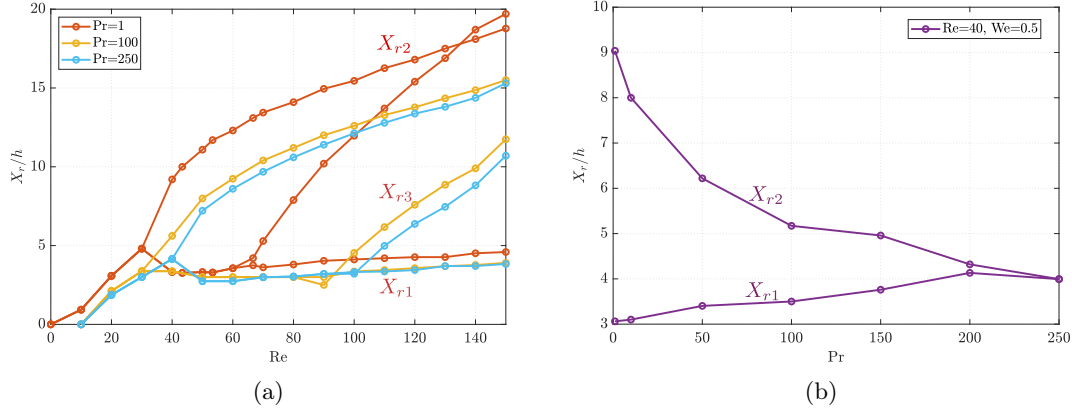 Pr=1
Pr=100
Pr=250
X_{r2}
X_{r3}
X_{r1}
X_r/h
0
5
10
15
20
0 20 40 60 80 100 120 140
Re
(a)
Re=40, We=0.5
X_{r2}
X_{r1}
X_r/h
3
4
5
6
7
8
9
10
0 50 100 150 200 250
Pr
(b)